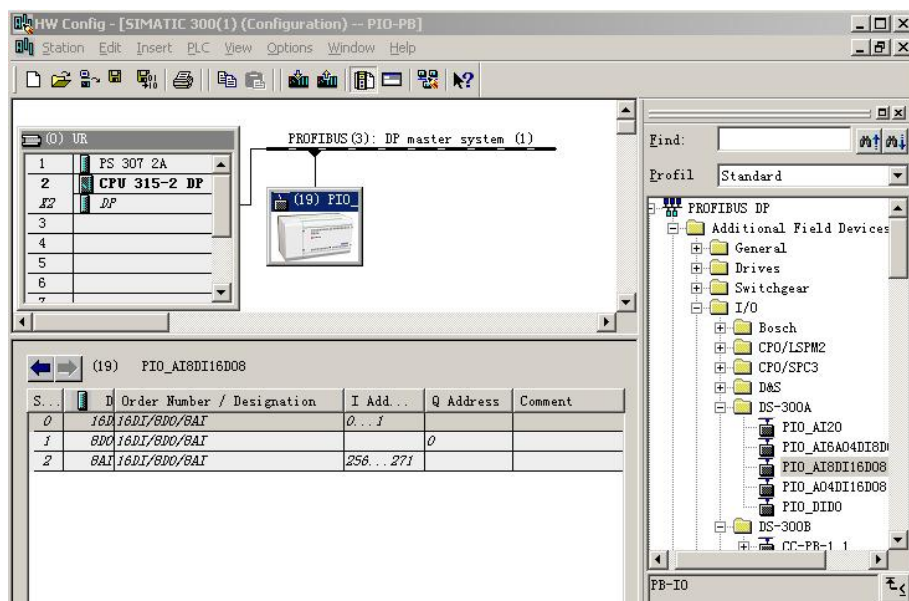 HW Config - [SIMATIC 300(1) (Configuration) -- PIO-PB]
Station Edit Insert PLC View Options Window Help
(0) UR
1 PS 307 2A
2 CPU 315-2 DP
X2 DP
3
4
5
6
7
PROFIBUS(3): DP master system (1)
(19) PIO_
Find:
Profil Standard
PROFIBUS DP
Additional Field Devices
General
Drives
Switchgear
I/O
Bosch
CPO/LSPM2
CPO/SPC3
D&S
DS-300A
PIO_AI20
PIO_AI6AO4DI8D
PIO_AI8DI16DO8
PIO_AO4DI16DO8
PIO_DIDO
DS-300B
CC-PB-1 1
PB-IO
(19) PIO_AI8DI16DO8
S... D Order Number / Designation I Add... Q Address Comment
0 16D 16DI/8DO/8AI 0...1
1 8DO 16DI/8DO/8AI 0
2 8AI 16DI/8DO/8AI 256...271